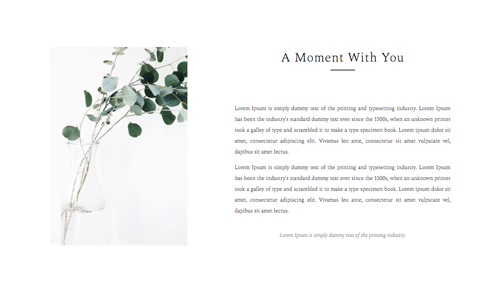 A Moment With You
Lorem Ipsum is simply dummy text of the printing and typesetting industry. Lorem Ipsum
has been the industry's standard dummy text ever since the 1500s, when an unknown printer
took a galley of type and scrambled it to make a type specimen book. Lorem ipsum dolor sit
amet, consectetur adipiscing elit. Vivamus leo ante, consectetur sit amet vulputate vel,
dapibus sit amet lectus.
Lorem Ipsum is simply dummy text of the printing and typesetting industry. Lorem Ipsum
has been the industry's standard dummy text ever since the 1500s, when an unknown printer
took a galley of type and scrambled it to make a type specimen book. Lorem ipsum dolor sit
amet, consectetur adipiscing elit. Vivamus leo ante, consectetur sit amet vulputate vel,
dapibus sit amet lectus.
Lorem Ipsum is simply dummy text of the printing industry.